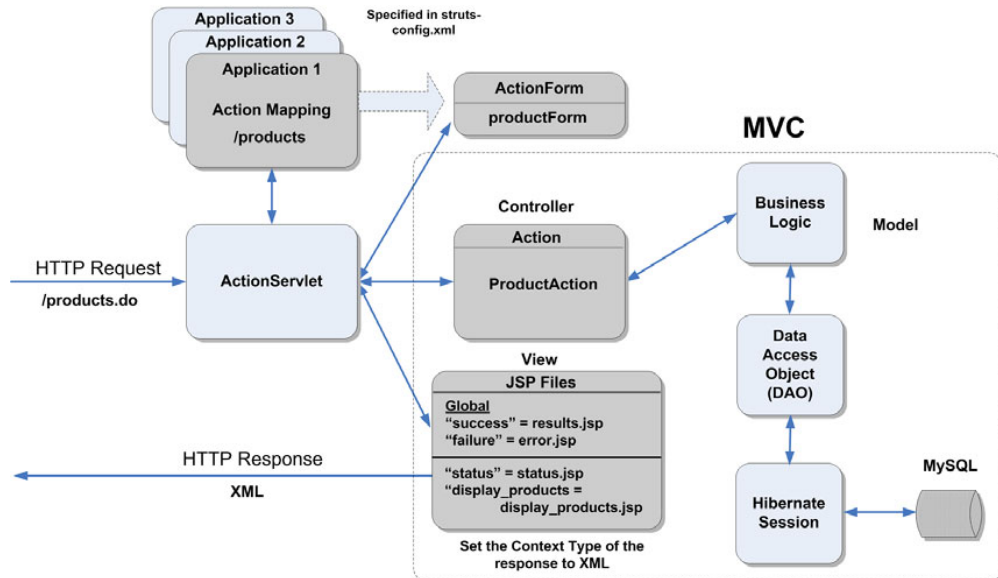 Application 3
Application 2
Application 1
Action Mapping
/products
Specified in struts-
config.xml
ActionForm
productForm
MVC
HTTP Request
/products.do
ActionServlet
Controller
Action
ProductAction
Business
Logic
Model
Data
Access
Object
(DAO)
View
JSP Files
Global
“success” = results.jsp
“failure” = error.jsp
“status” = status.jsp
“display_products =
display_products.jsp
HTTP Response
XML
Set the Context Type of the
response to XML
Hibernate
Session
MySQL